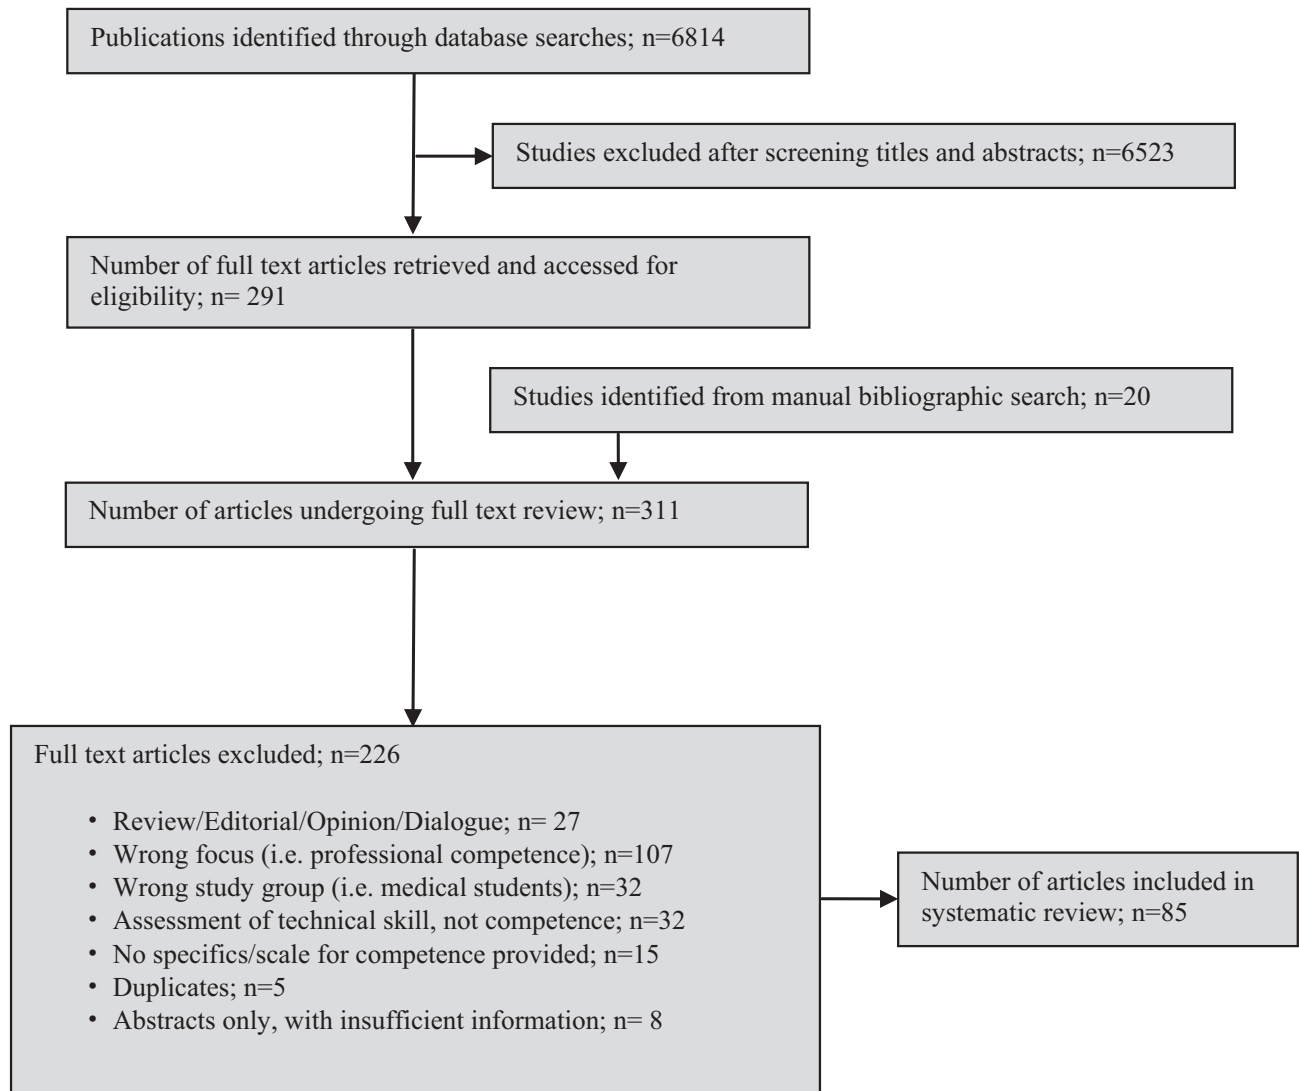 Publications identified through database searches; n=6814
Studies excluded after screening titles and abstracts; n=6523
Number of full text articles retrieved and accessed for
eligibility; n= 291
Studies identified from manual bibliographic search; n=20
Number of articles undergoing full text review; n=311
Full text articles excluded; n=226
• Review/Editorial/Opinion/Dialogue; n= 27
• Wrong focus (i.e. professional competence); n=107
• Wrong study group (i.e. medical students); n=32
• Assessment of technical skill, not competence; n=32
• No specifics/scale for competence provided; n=15
• Duplicates; n=5
• Abstracts only, with insufficient information; n= 8
Number of articles included in
systematic review; n=85